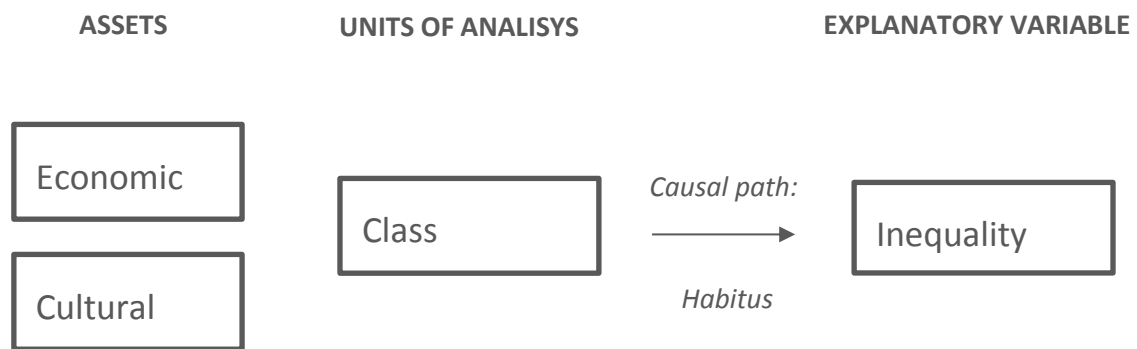 ASSETS
UNITS OF ANALISYS
EXPLANATORY VARIABLE
Economic
Cultural
Class
Causal path:
Habitus
Inequality